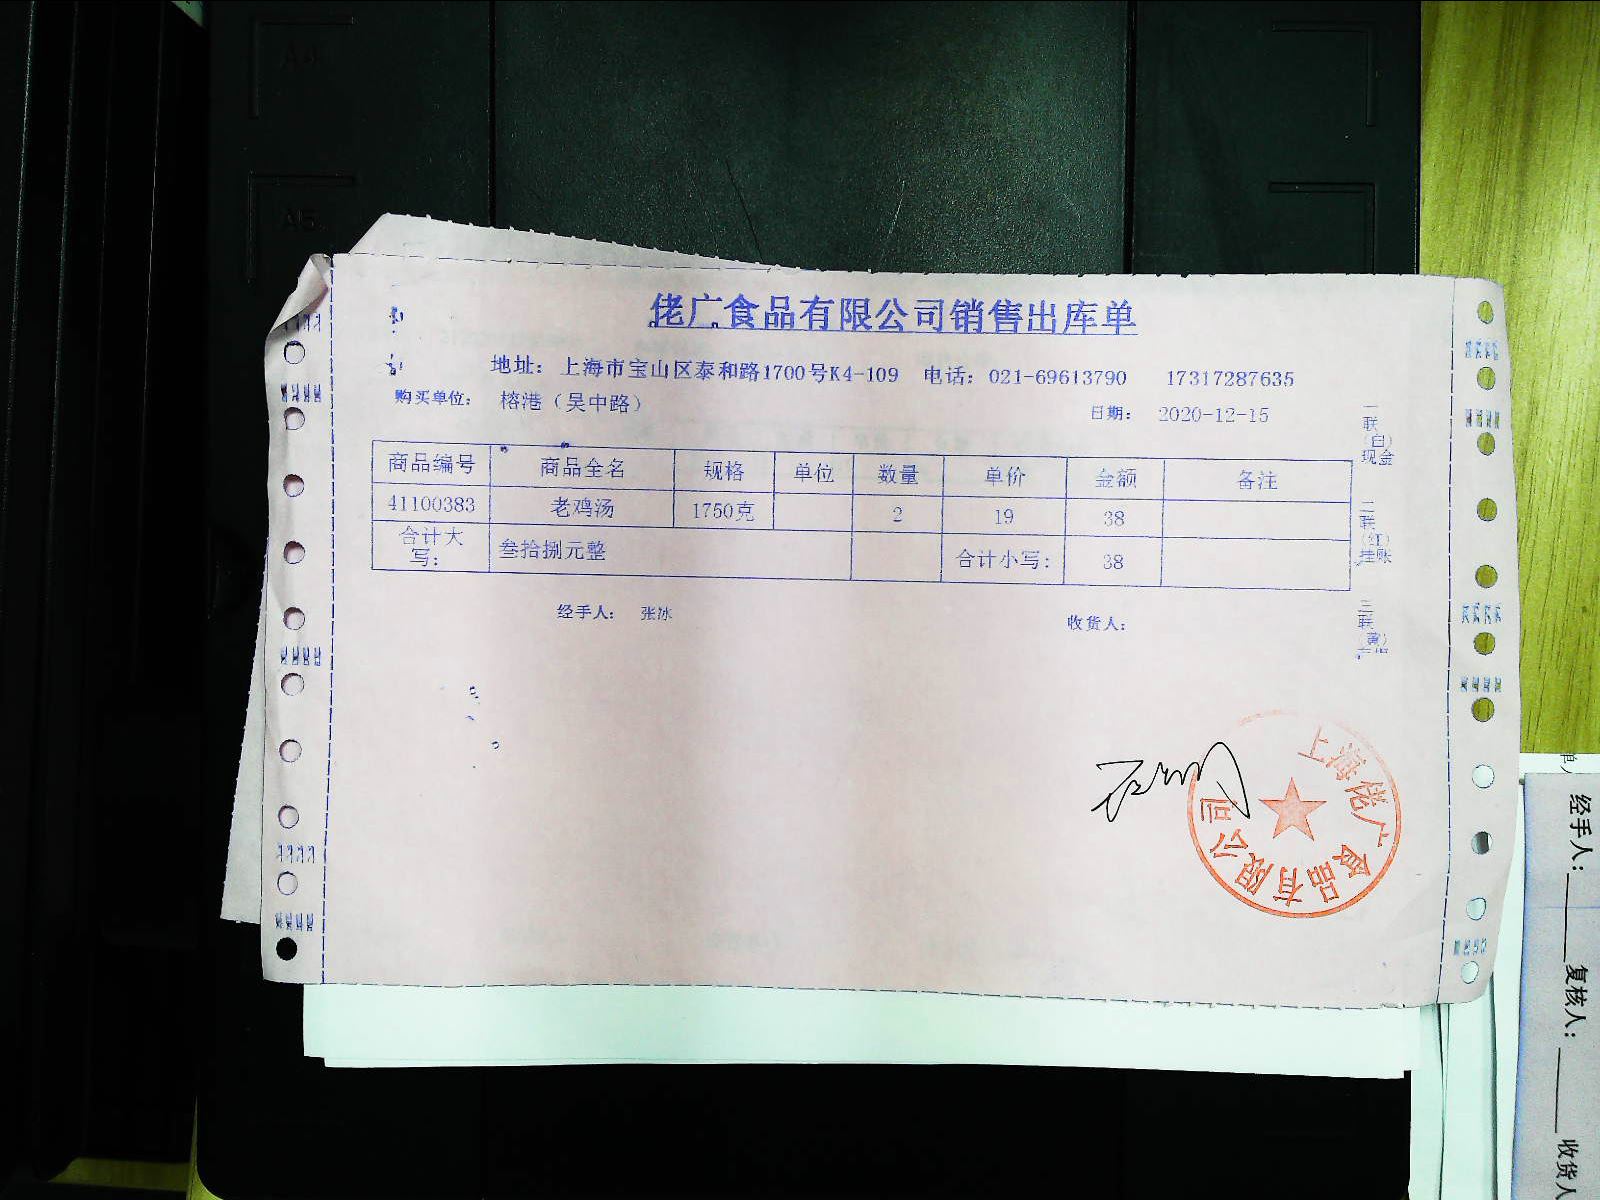 佬广食品有限公司销售出库单
地址：上海市宝山区泰和路1700号K4-109 电话：021-69613790 17317287635
购买单位： 榕港（吴中路） 日期： 2020-12-15
商品编号 商品全名 规格 单位 数量 单价 金额 备注
41100383 老鸡汤 1750克 2 19 38
合计大写： 叁拾捌元整 合计小写： 38
经手人： 张冰 收货人：
一联（白）现金
二联（红）挂账
三联（黄）
上海佬广食品有限公司
A5
经手人： 复核人： 收货人